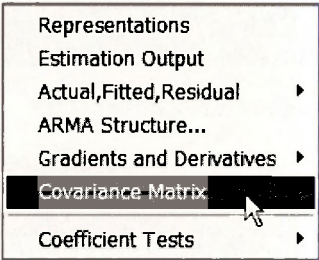 Representations
Estimation Output
Actual,Fitted,Residual
ARMA Structure...
Gradients and Derivatives
Covariance Matrix
Coefficient Tests